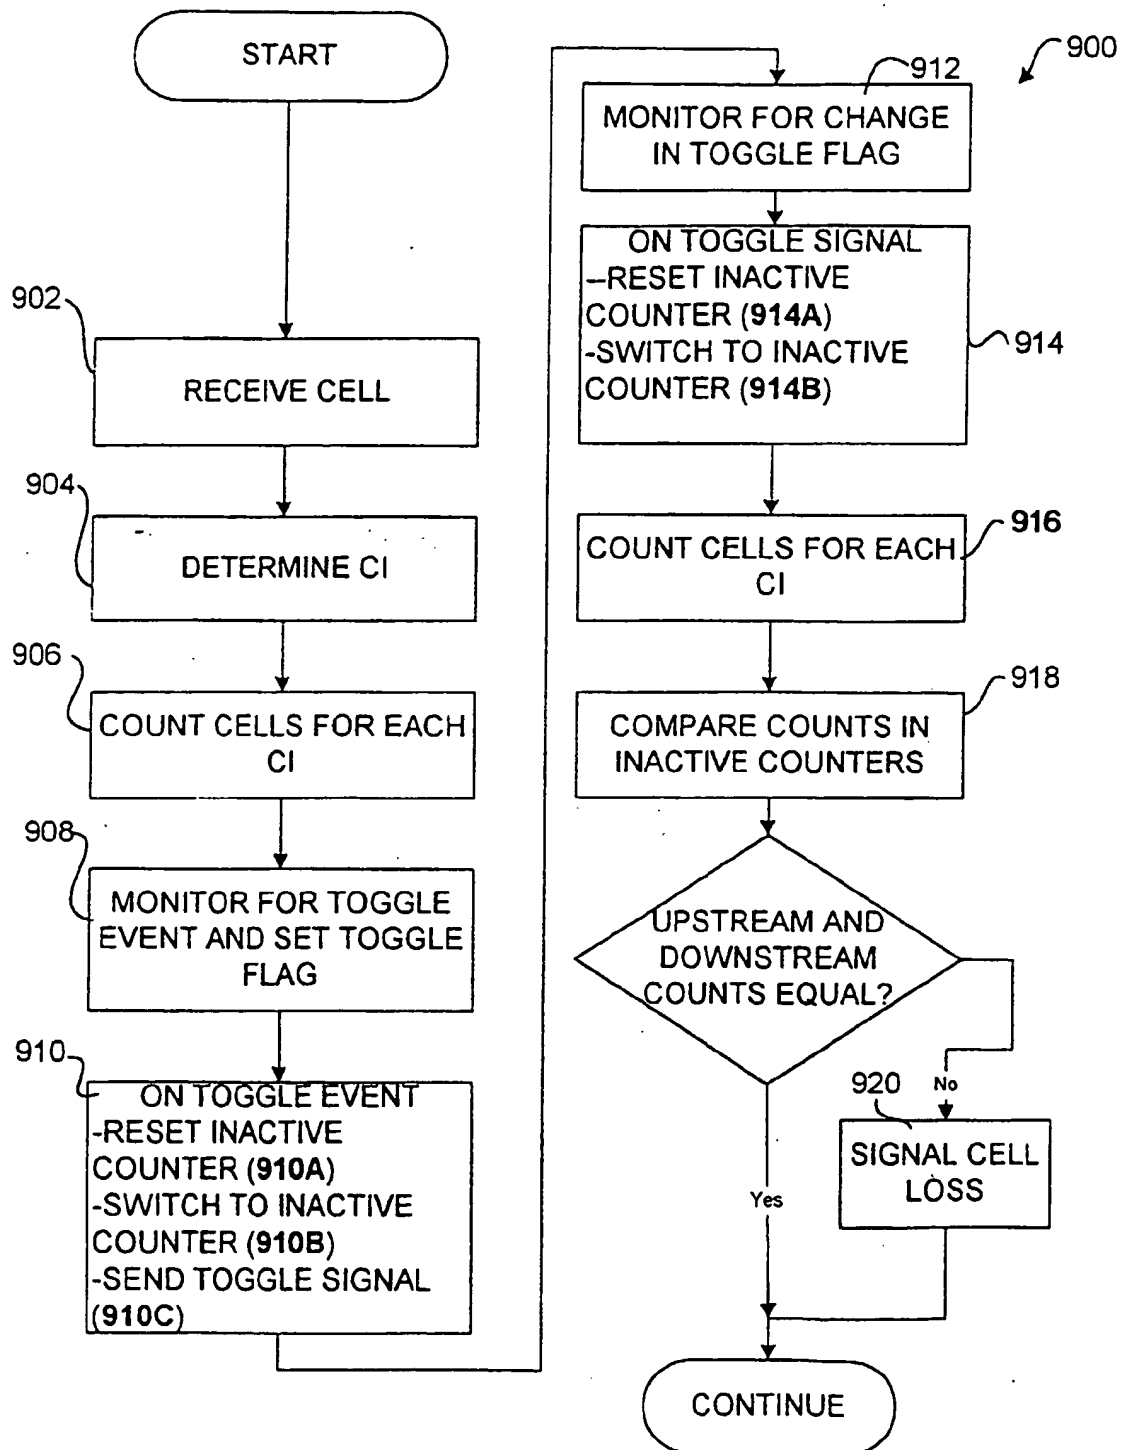 START
902
RECEIVE CELL
904
DETERMINE CI
906
COUNT CELLS FOR EACH
CI
908
MONITOR FOR TOGGLE
EVENT AND SET TOGGLE
FLAG
910
ON TOGGLE EVENT
-RESET INACTIVE
COUNTER (910A)
-SWITCH TO INACTIVE
COUNTER (910B)
-SEND TOGGLE SIGNAL
(910C)
900
912
MONITOR FOR CHANGE
IN TOGGLE FLAG
ON TOGGLE SIGNAL
--RESET INACTIVE
COUNTER (914A)
-SWITCH TO INACTIVE
COUNTER (914B)
914
COUNT CELLS FOR EACH
CI
916
918
COMPARE COUNTS IN
INACTIVE COUNTERS
UPSTREAM AND
DOWNSTREAM
COUNTS EQUAL?
No
920
SIGNAL CELL
LOSS
Yes
CONTINUE